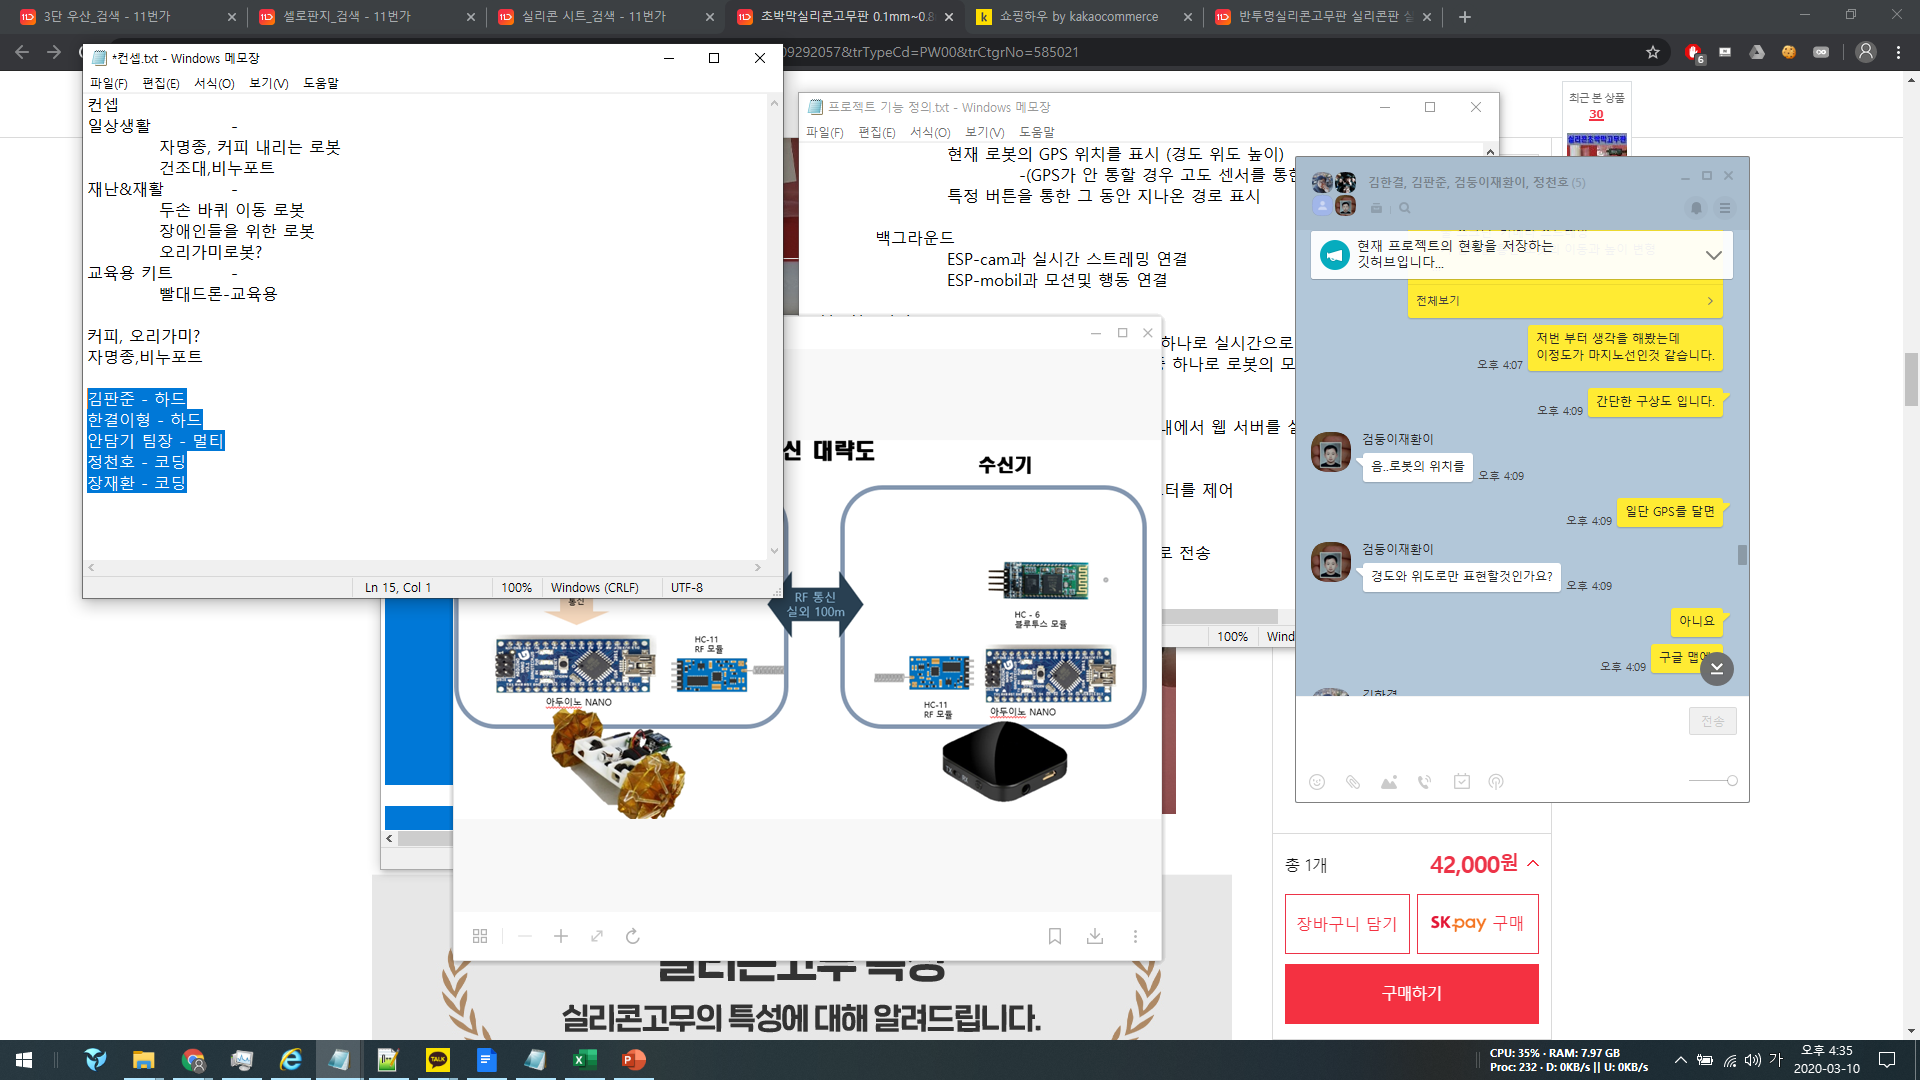 3단 우산_검색 - 11번가
셀로판지_검색 - 11번가
실리콘 시트_검색 - 11번가
초박막실리콘고무판 0.1mm~0.8
쇼핑하우 by kakaocommerce
반투명실리콘고무판 실리콘판
09292057&trTypeCd=PW00&trCtgrNo=585021
6
*컨셉.txt - Windows 메모장
파일(F) 편집(E) 서식(O) 보기(V) 도움말
컨셉
일상생활 -
자명종, 커피 내리는 로봇
건조대,비누포트
재난&재활 -
두손 바퀴 이동 로봇
장애인들을 위한 로봇
오리가미로봇?
교육용 키트 -
빨대드론-교육용
커피, 오리가미?
자명종,비누포트
김판준 - 하드
한결이형 - 하드
안담기 팀장 - 멀티
정천호 - 코딩
장재환 - 코딩
Ln 15, Col 1 100% Windows (CRLF) UTF-8
프로젝트 기능 정의.txt - Windows 메모장
파일(F) 편집(E) 서식(O) 보기(V) 도움말
현재 로봇의 GPS 위치를 표시 (경도 위도 높이)
-(GPS가 안 통할 경우 고도 센서를 통한
특정 버튼을 통한 그 동안 지나온 경로 표시
백그라운드
ESP-cam과 실시간 스트레밍 연결
ESP-mobil과 모션및 행동 연결
하나로 실시간으로
하나로 로봇의 모
내에서 웹 서버를
터를 제어
로 전송
100% Wind
최근 본 상품
30
신 대략도
수신기
통신
RF 통신
실외 100m
HC-11
RF 모듈
아두이노 NANO
HC - 6
블루투스 모듈
HC-11
RF 모듈
아두이노 NANO
김한결, 김판준, 검둥이재환이, 정천호 (5)
현재 프로젝트의 현황을 저장하는
깃허브입니다...
전체보기
저번 부터 생각을 해봤는데
이정도가 마지노선인것 같습니다.
오후 4:07
간단한 구상도 입니다.
오후 4:09
검둥이재환이
음..로봇의 위치를
오후 4:09
일단 GPS를 달면
오후 4:09
검둥이재환이
경도와 위도로만 표현할것인가요?
오후 4:09
아니요
구글 맵에
오후 4:09
김한결
전송
총 1개
42,000원
장바구니 담기
SK pay 구매
구매하기
실리콘고무 특징
실리콘고무의 특성에 대해 알려드립니다.
TALK
CPU: 35% · RAM: 7.97 GB
Proc: 232 · D: 0KB/s || U: 0KB/s
가
오후 4:35
2020-03-10